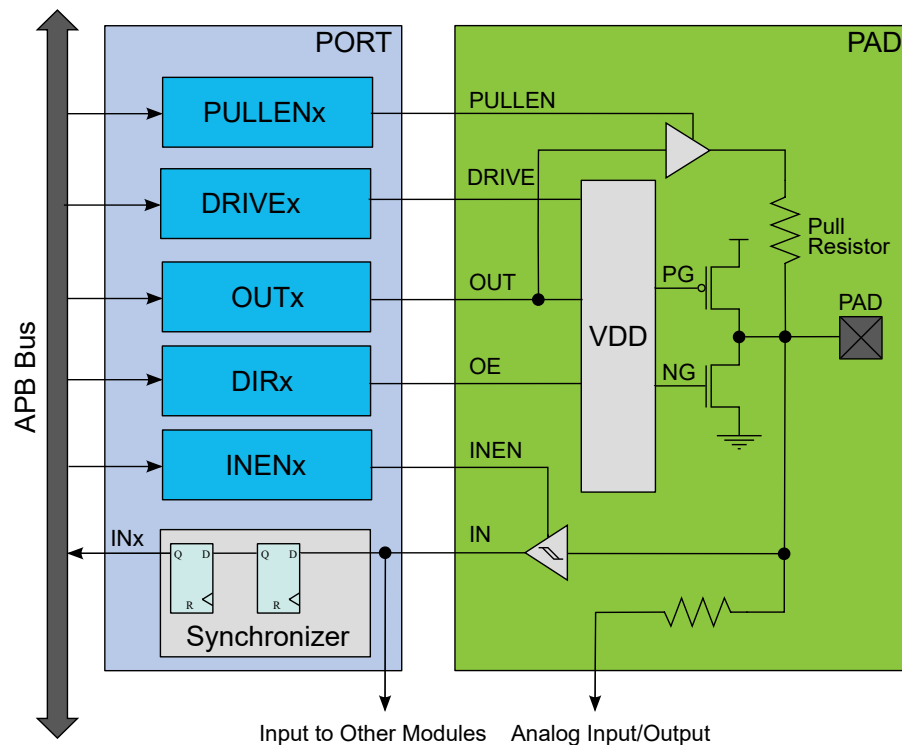 PORT
PAD
APB Bus
PULLENx
PULLEN
DRIVEx
DRIVE
Pull
Resistor
OUTx
OUT
PG
PAD
VDD
DIRx
OE
NG
INENx
INEN
INx
IN
Q D
R
Q D
R
Synchronizer
Input to Other Modules
Analog Input/Output